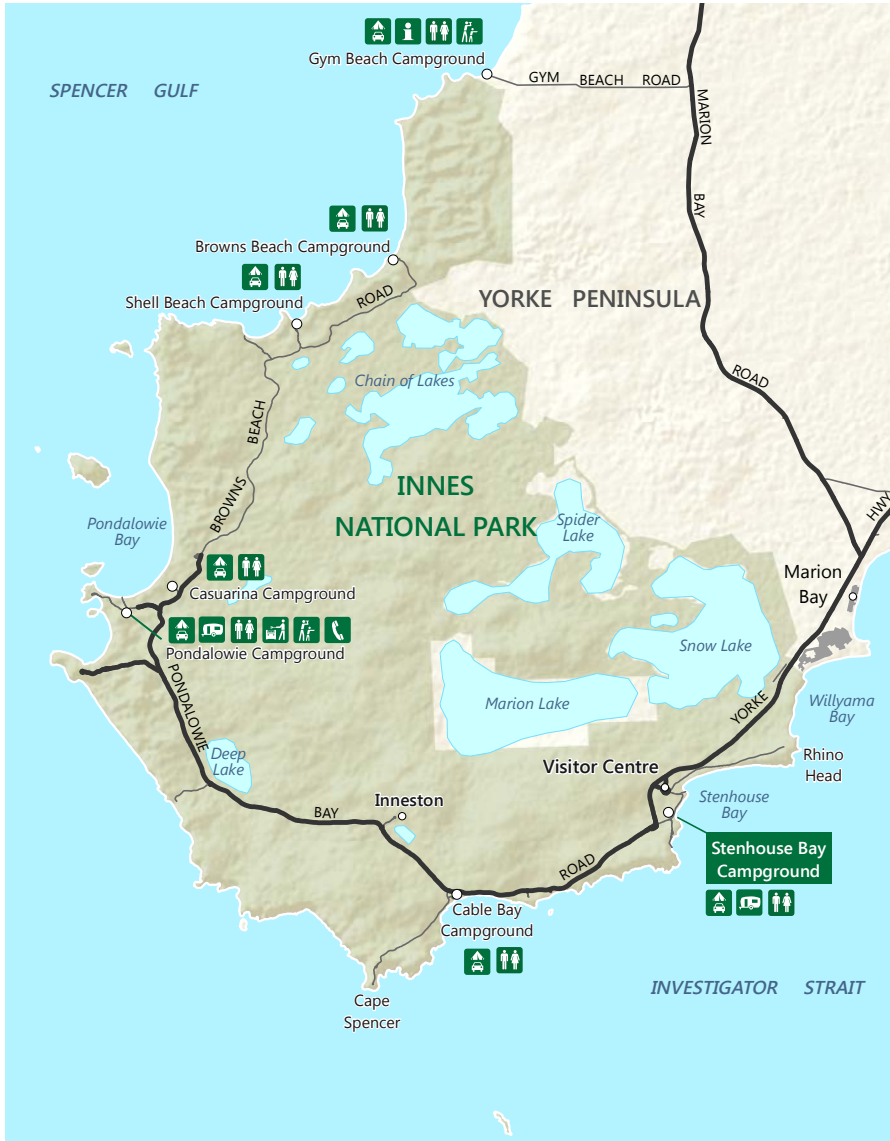 Gym Beach Campground
SPENCER GULF
GYM BEACH ROAD
MARION
BAY
ROAD
Browns Beach Campground
Shell Beach Campground
ROAD
YORKE PENINSULA
Chain of Lakes
BEACH
BROWNS
INNES
NATIONAL PARK
Spider
Lake
HWY
Pondalowie
Bay
Casuarina Campground
Marion
Bay
Pondalowie Campground
Snow Lake
PONDALOWIE
Marion Lake
YORKE
Willyama
Bay
Deep
Lake
Visitor Centre
Rhino
Head
Inneston
BAY
Stenhouse
Bay
Stenhouse Bay
Campground
ROAD
Cable Bay
Campground
INVESTIGATOR STRAIT
Cape
Spencer